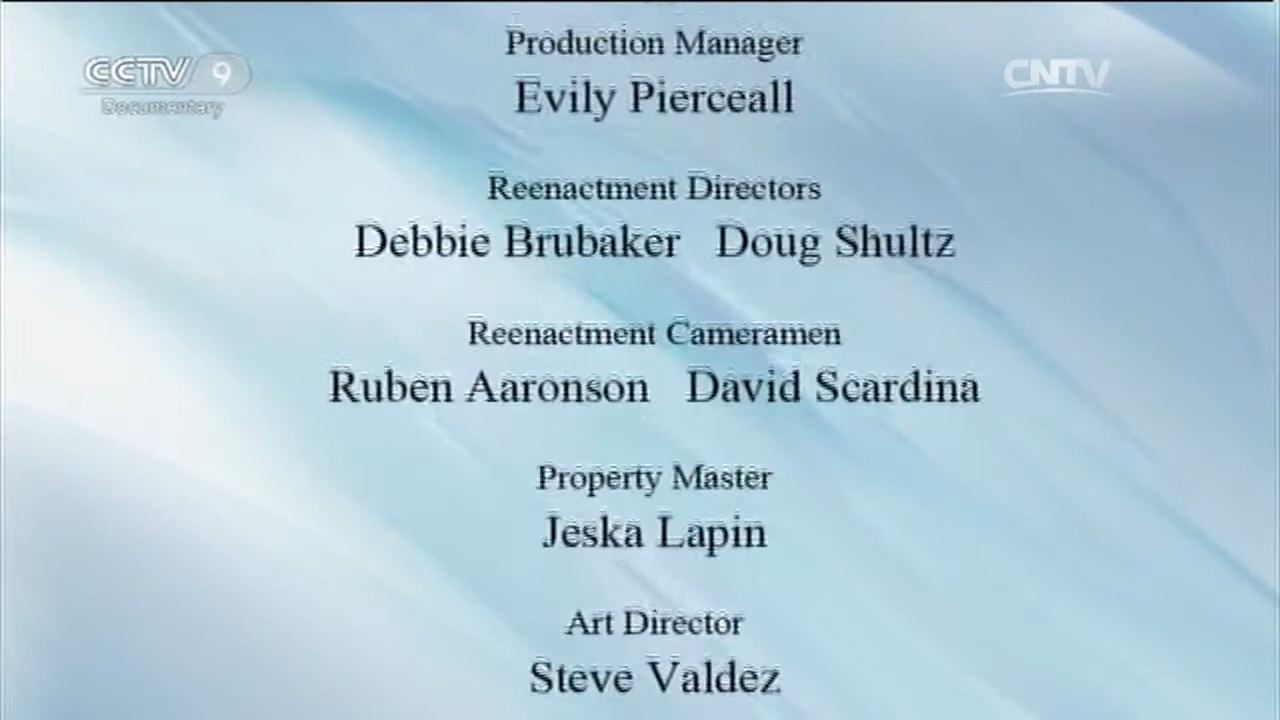 Production Manager
CCTV 9
CNTV
Documentary
Evily Pierceall
Reenactment Directors
Debbie Brubaker Doug Shultz
Reenactment Cameramen
Ruben Aaronson David Scardina
Property Master
Jeska Lapin
Art Director
Steve Valdez